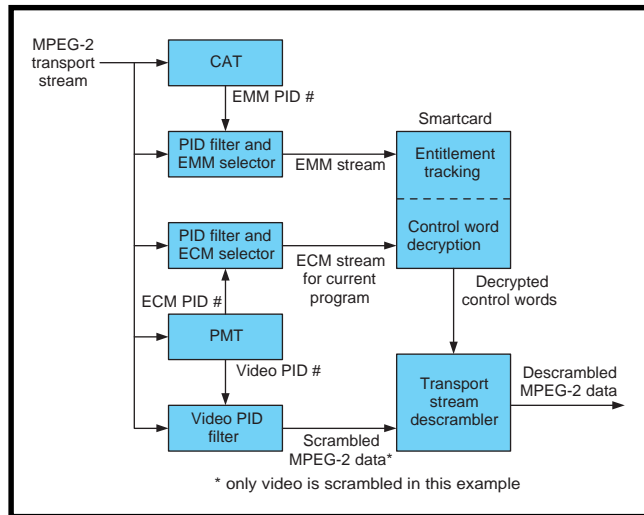 MPEG-2
transport
stream
CAT
EMM PID #
Smartcard
PID filter and
EMM selector
EMM stream
Entitlement
tracking
PID filter and
ECM selector
ECM stream
for current
program
Control word
decryption
ECM PID #
Decrypted
control words
PMT
Video PID #
Video PID
filter
Scrambled
MPEG-2 data*
Transport
stream
descrambler
Descrambled
MPEG-2 data
* only video is scrambled in this example